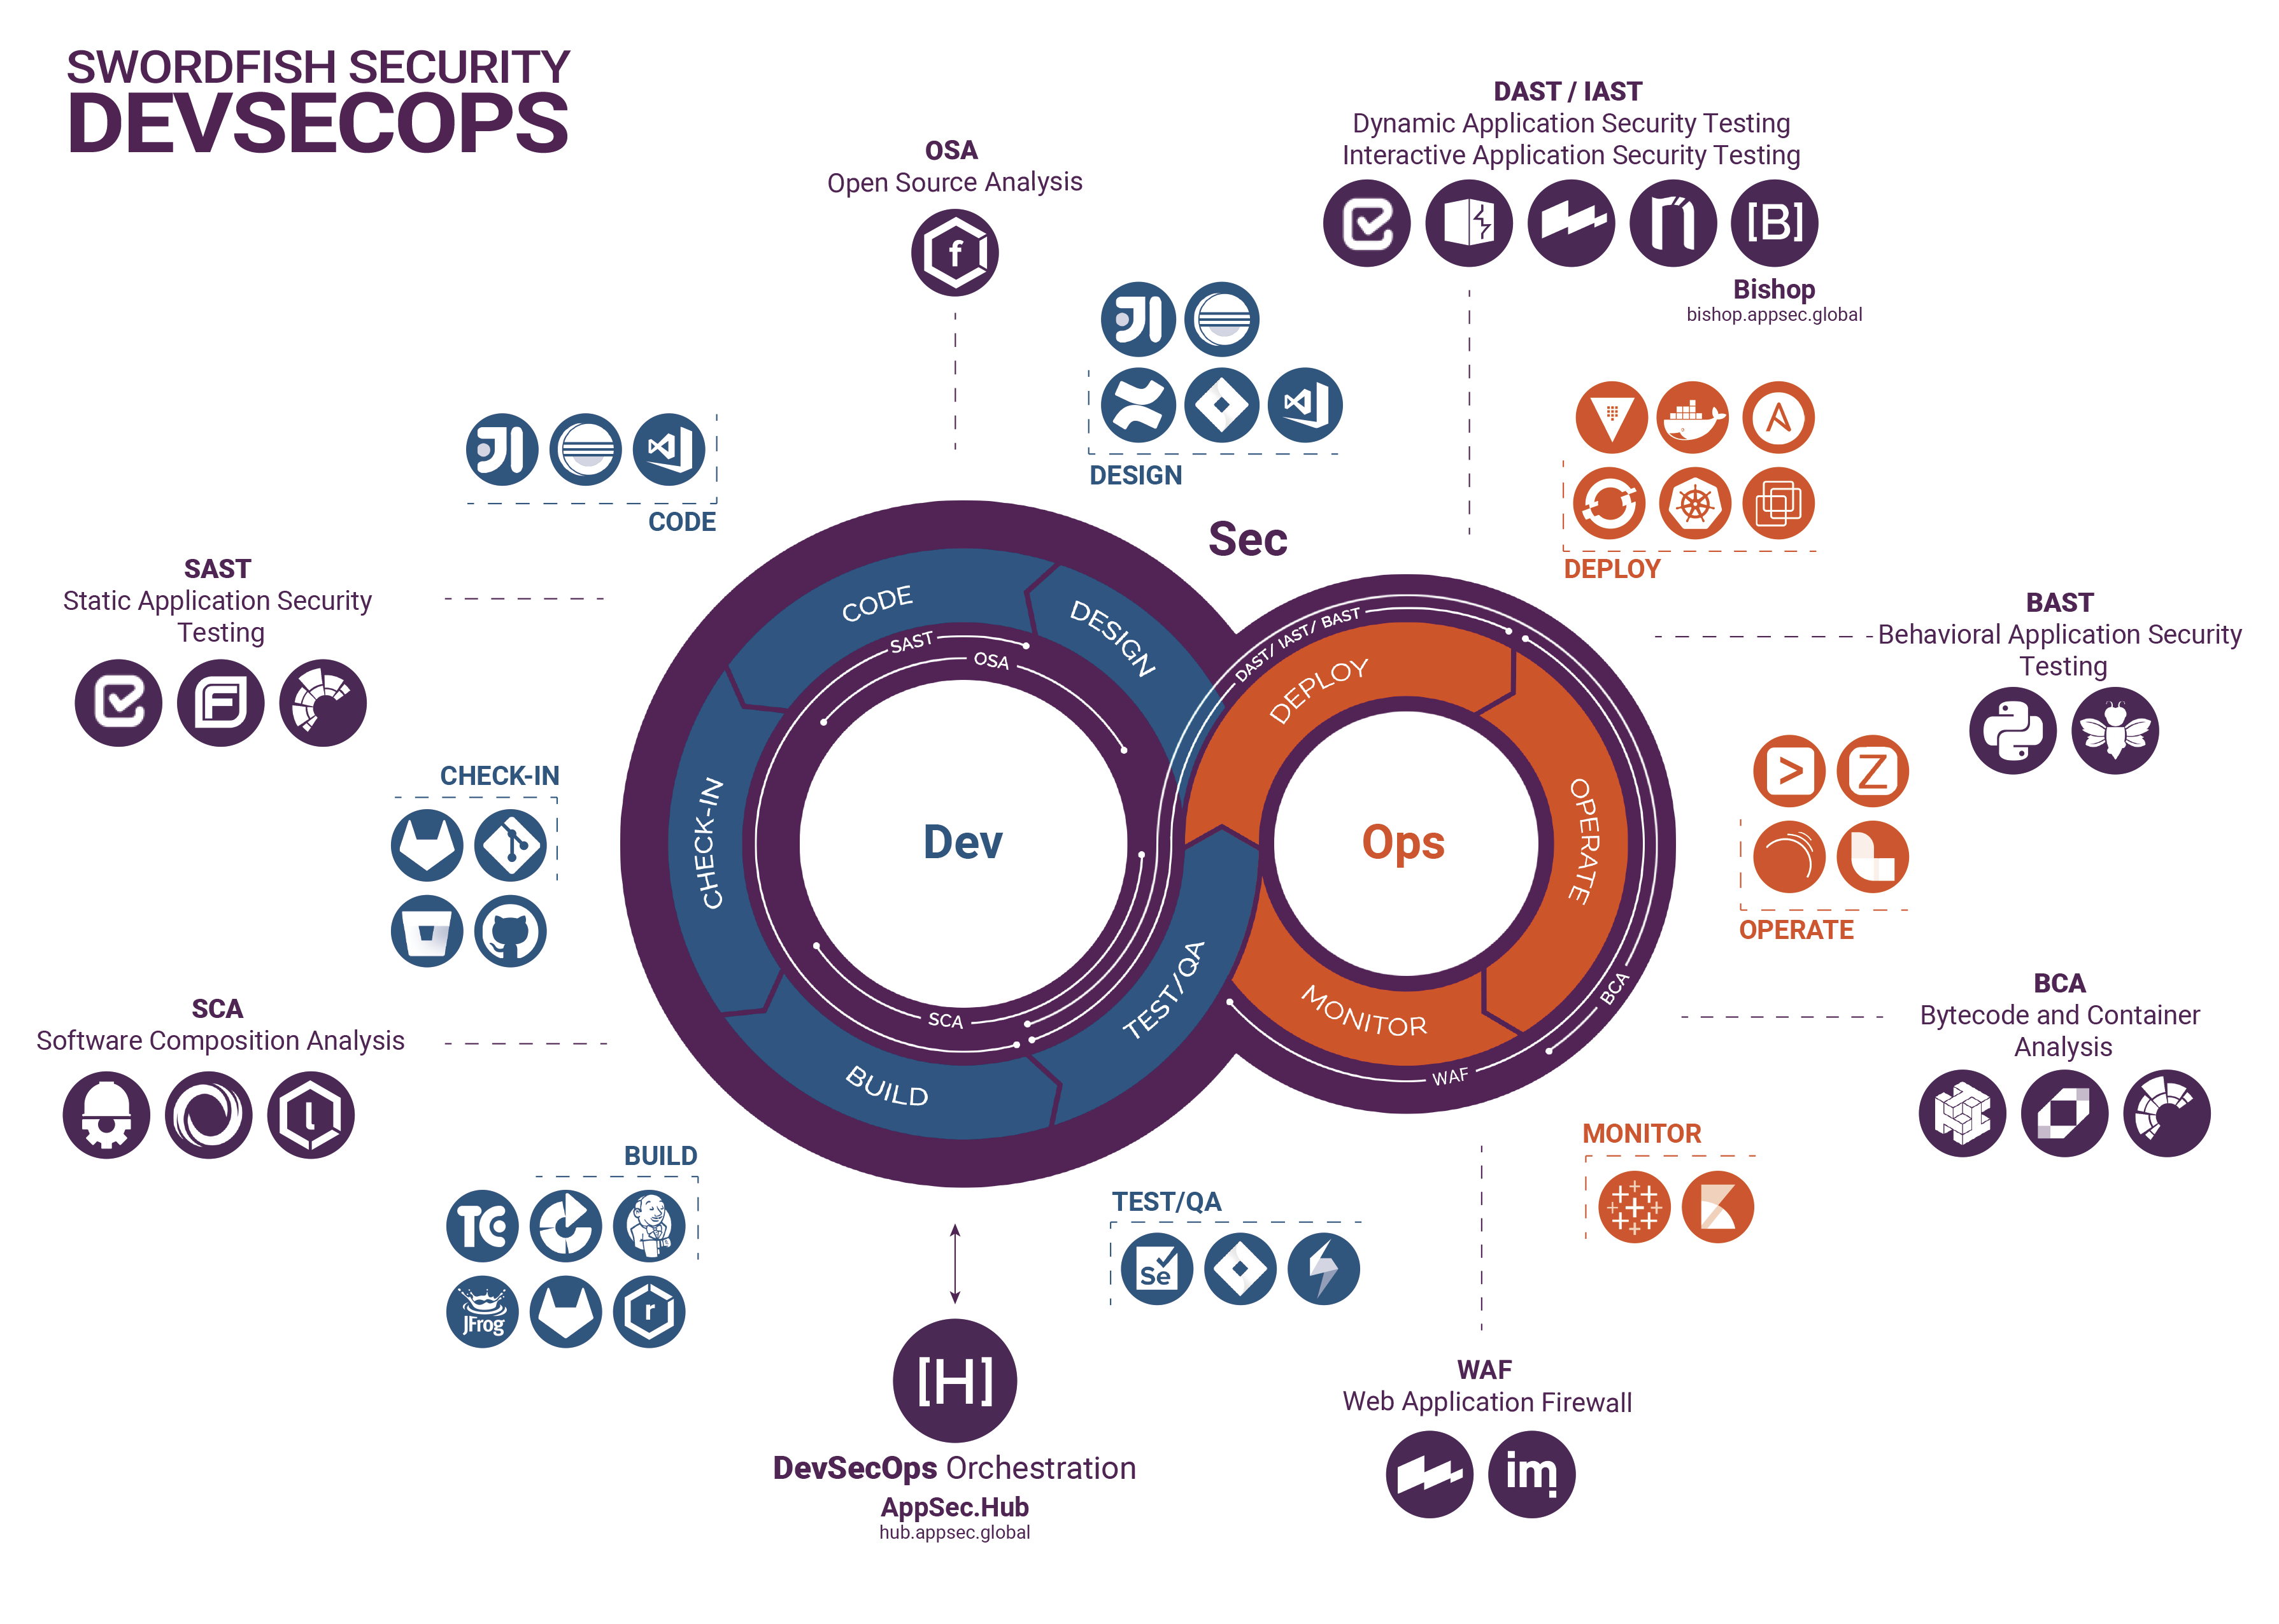 SWORDFISH SECURITY
DEVSECOPS
OSA
Open Source Analysis
f
DAST / IAST
Dynamic Application Security Testing
Interactive Application Security Testing
[B]
Bishop
bishop.appsec.global
DESIGN
CODE
DEPLOY
Sec
SAST
Static Application Security
Testing
F
BAST
Behavioral Application Security
Testing
CODE
DESIGN
SAST
OSA
DAST/ IAST/ BAST
DEPLOY
CHECK-IN
OPERATE
Dev
Ops
CHECK-IN
> Z
OPERATE
TEST/QA
MONITOR
BCA
SCA
WAF
BUILD
SCA
Software Composition Analysis
l
BCA
Bytecode and Container
Analysis
BUILD
TC
JFrog
r
TEST/QA
Se
MONITOR
[H]
DevSecOps Orchestration
AppSec.Hub
hub.appsec.global
WAF
Web Application Firewall
im